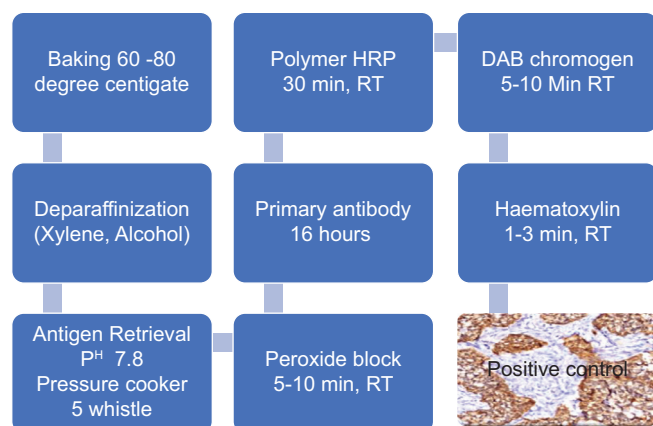 Baking 60 -80
degree centigate
Deparaffinization
(Xylene, Alcohol)
Antigen Retrieval
Pᴴ 7.8
Pressure cooker
5 whistle
Peroxide block
5-10 min, RT
Primary antibody
16 hours
Polymer HRP
30 min, RT
DAB chromogen
5-10 Min RT
Haematoxylin
1-3 min, RT
Positive control